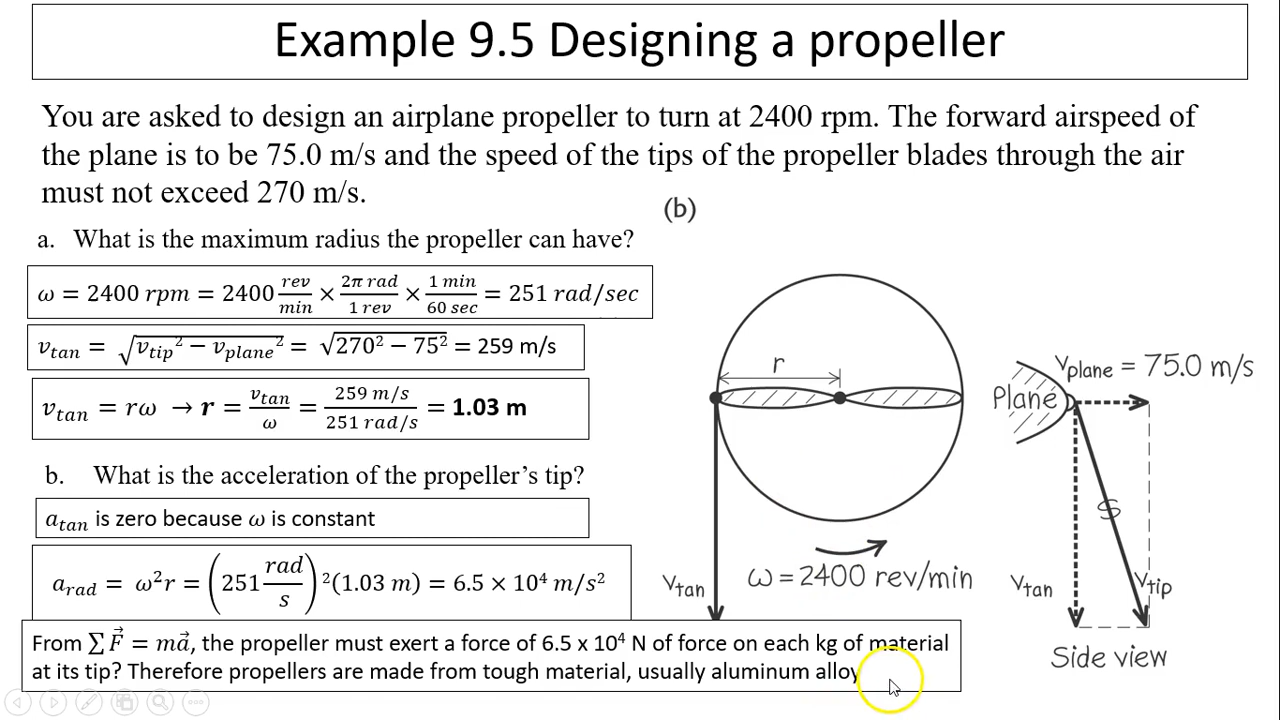 Example 9.5 Designing a propeller
You are asked to design an airplane propeller to turn at 2400 rpm. The forward airspeed of
the plane is to be 75.0 m/s and the speed of the tips of the propeller blades through the air
must not exceed 270 m/s.
a. What is the maximum radius the propeller can have?
ω = 2400 rpm = 2400 rev/min × 2π rad/1 rev × 1 min/60 sec = 251 rad/sec
v_tan = √(v_tip² − v_plane²) = √(270² − 75²) = 259 m/s
v_tan = rω → r = v_tan/ω = 259 m/s / 251 rad/s = 1.03 m
b. What is the acceleration of the propeller's tip?
a_tan is zero because ω is constant
a_rad = ω²r = (251 rad/s)²(1.03 m) = 6.5 × 10⁴ m/s²
From ∑F⃗ = ma⃗, the propeller must exert a force of 6.5 x 10⁴ N of force on each kg of material
at its tip? Therefore propellers are made from tough material, usually aluminum alloy
(b)
r
v_tan
ω = 2400 rev/min
v_plane = 75.0 m/s
Plane
S
v_tan
v_tip
Side view